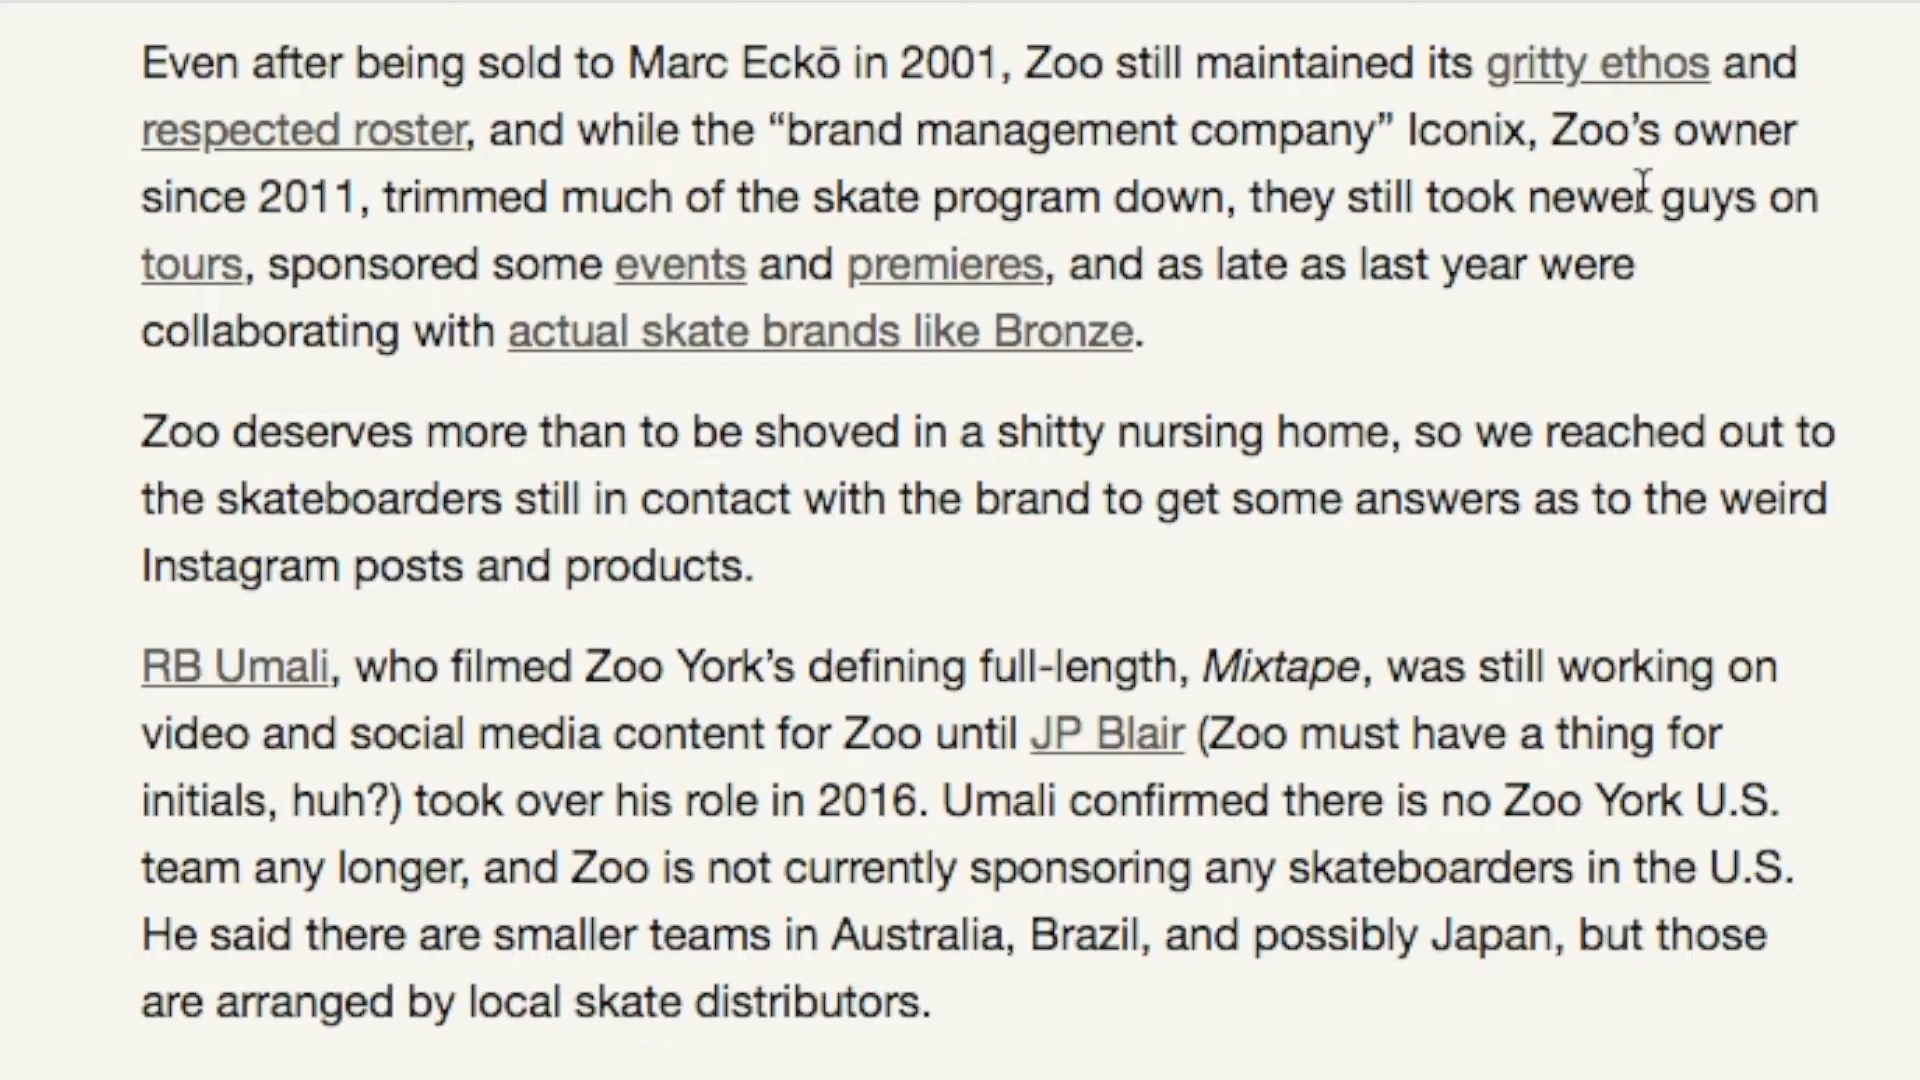 Even after being sold to Marc Eckō in 2001, Zoo still maintained its gritty ethos and
respected roster, and while the “brand management company” Iconix, Zoo’s owner
since 2011, trimmed much of the skate program down, they still took newer guys on
tours, sponsored some events and premieres, and as late as last year were
collaborating with actual skate brands like Bronze.
Zoo deserves more than to be shoved in a shitty nursing home, so we reached out to
the skateboarders still in contact with the brand to get some answers as to the weird
Instagram posts and products.
RB Umali, who filmed Zoo York’s defining full-length, Mixtape, was still working on
video and social media content for Zoo until JP Blair (Zoo must have a thing for
initials, huh?) took over his role in 2016. Umali confirmed there is no Zoo York U.S.
team any longer, and Zoo is not currently sponsoring any skateboarders in the U.S.
He said there are smaller teams in Australia, Brazil, and possibly Japan, but those
are arranged by local skate distributors.